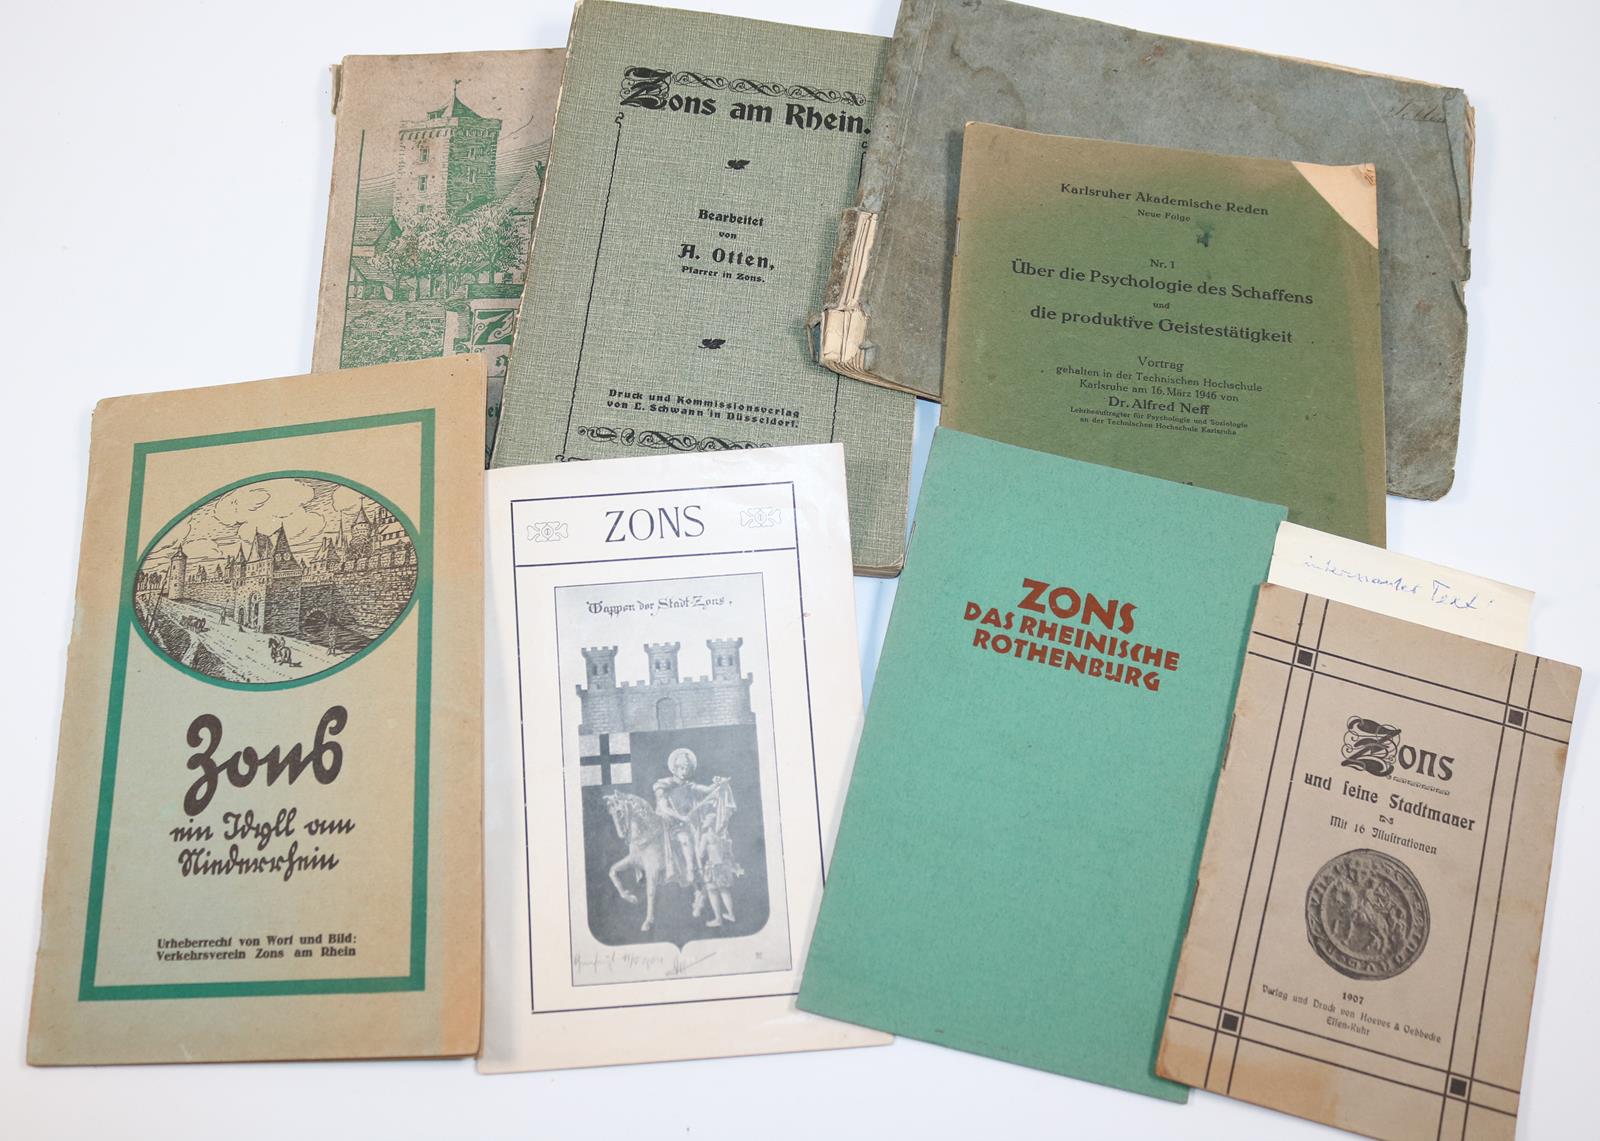 Zons am Rhein.
Bearbeitet
von
A. Otten,
Pfarrer in Zons.
Druck und Kommissionsverlag
von L. Schwann in Düsseldorf.
Karlsruher Akademische Reden
Neue Folge
Nr. 1
Über die Psychologie des Schaffens
und
die produktive Geistestätigkeit
Vortrag
gehalten in der Technischen Hochschule
Karlsruhe am 16. März 1946 von
Dr. Alfred Neff
Lehrbeauftragter für Psychologie und Soziologie
an der Technischen Hochschule Karlsruhe
Zons
ein Idyll am
Niederrhein
Urheberrecht von Wort und Bild:
Verkehrsverein Zons am Rhein
ZONS
Wappen der Stadt Zons.
ZONS
DAS RHEINISCHE
ROTHENBURG
interessanter Text!
Zons
und seine Stadtmauer
Mit 16 Illustrationen
1907
Verlag und Druck von Hoeves & Oebbecke
Essen-Ruhr